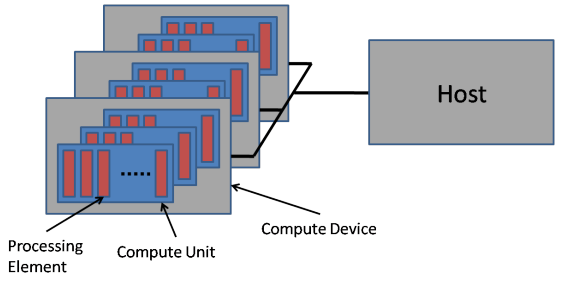 Host
Compute Device
Processing
Element
Compute Unit